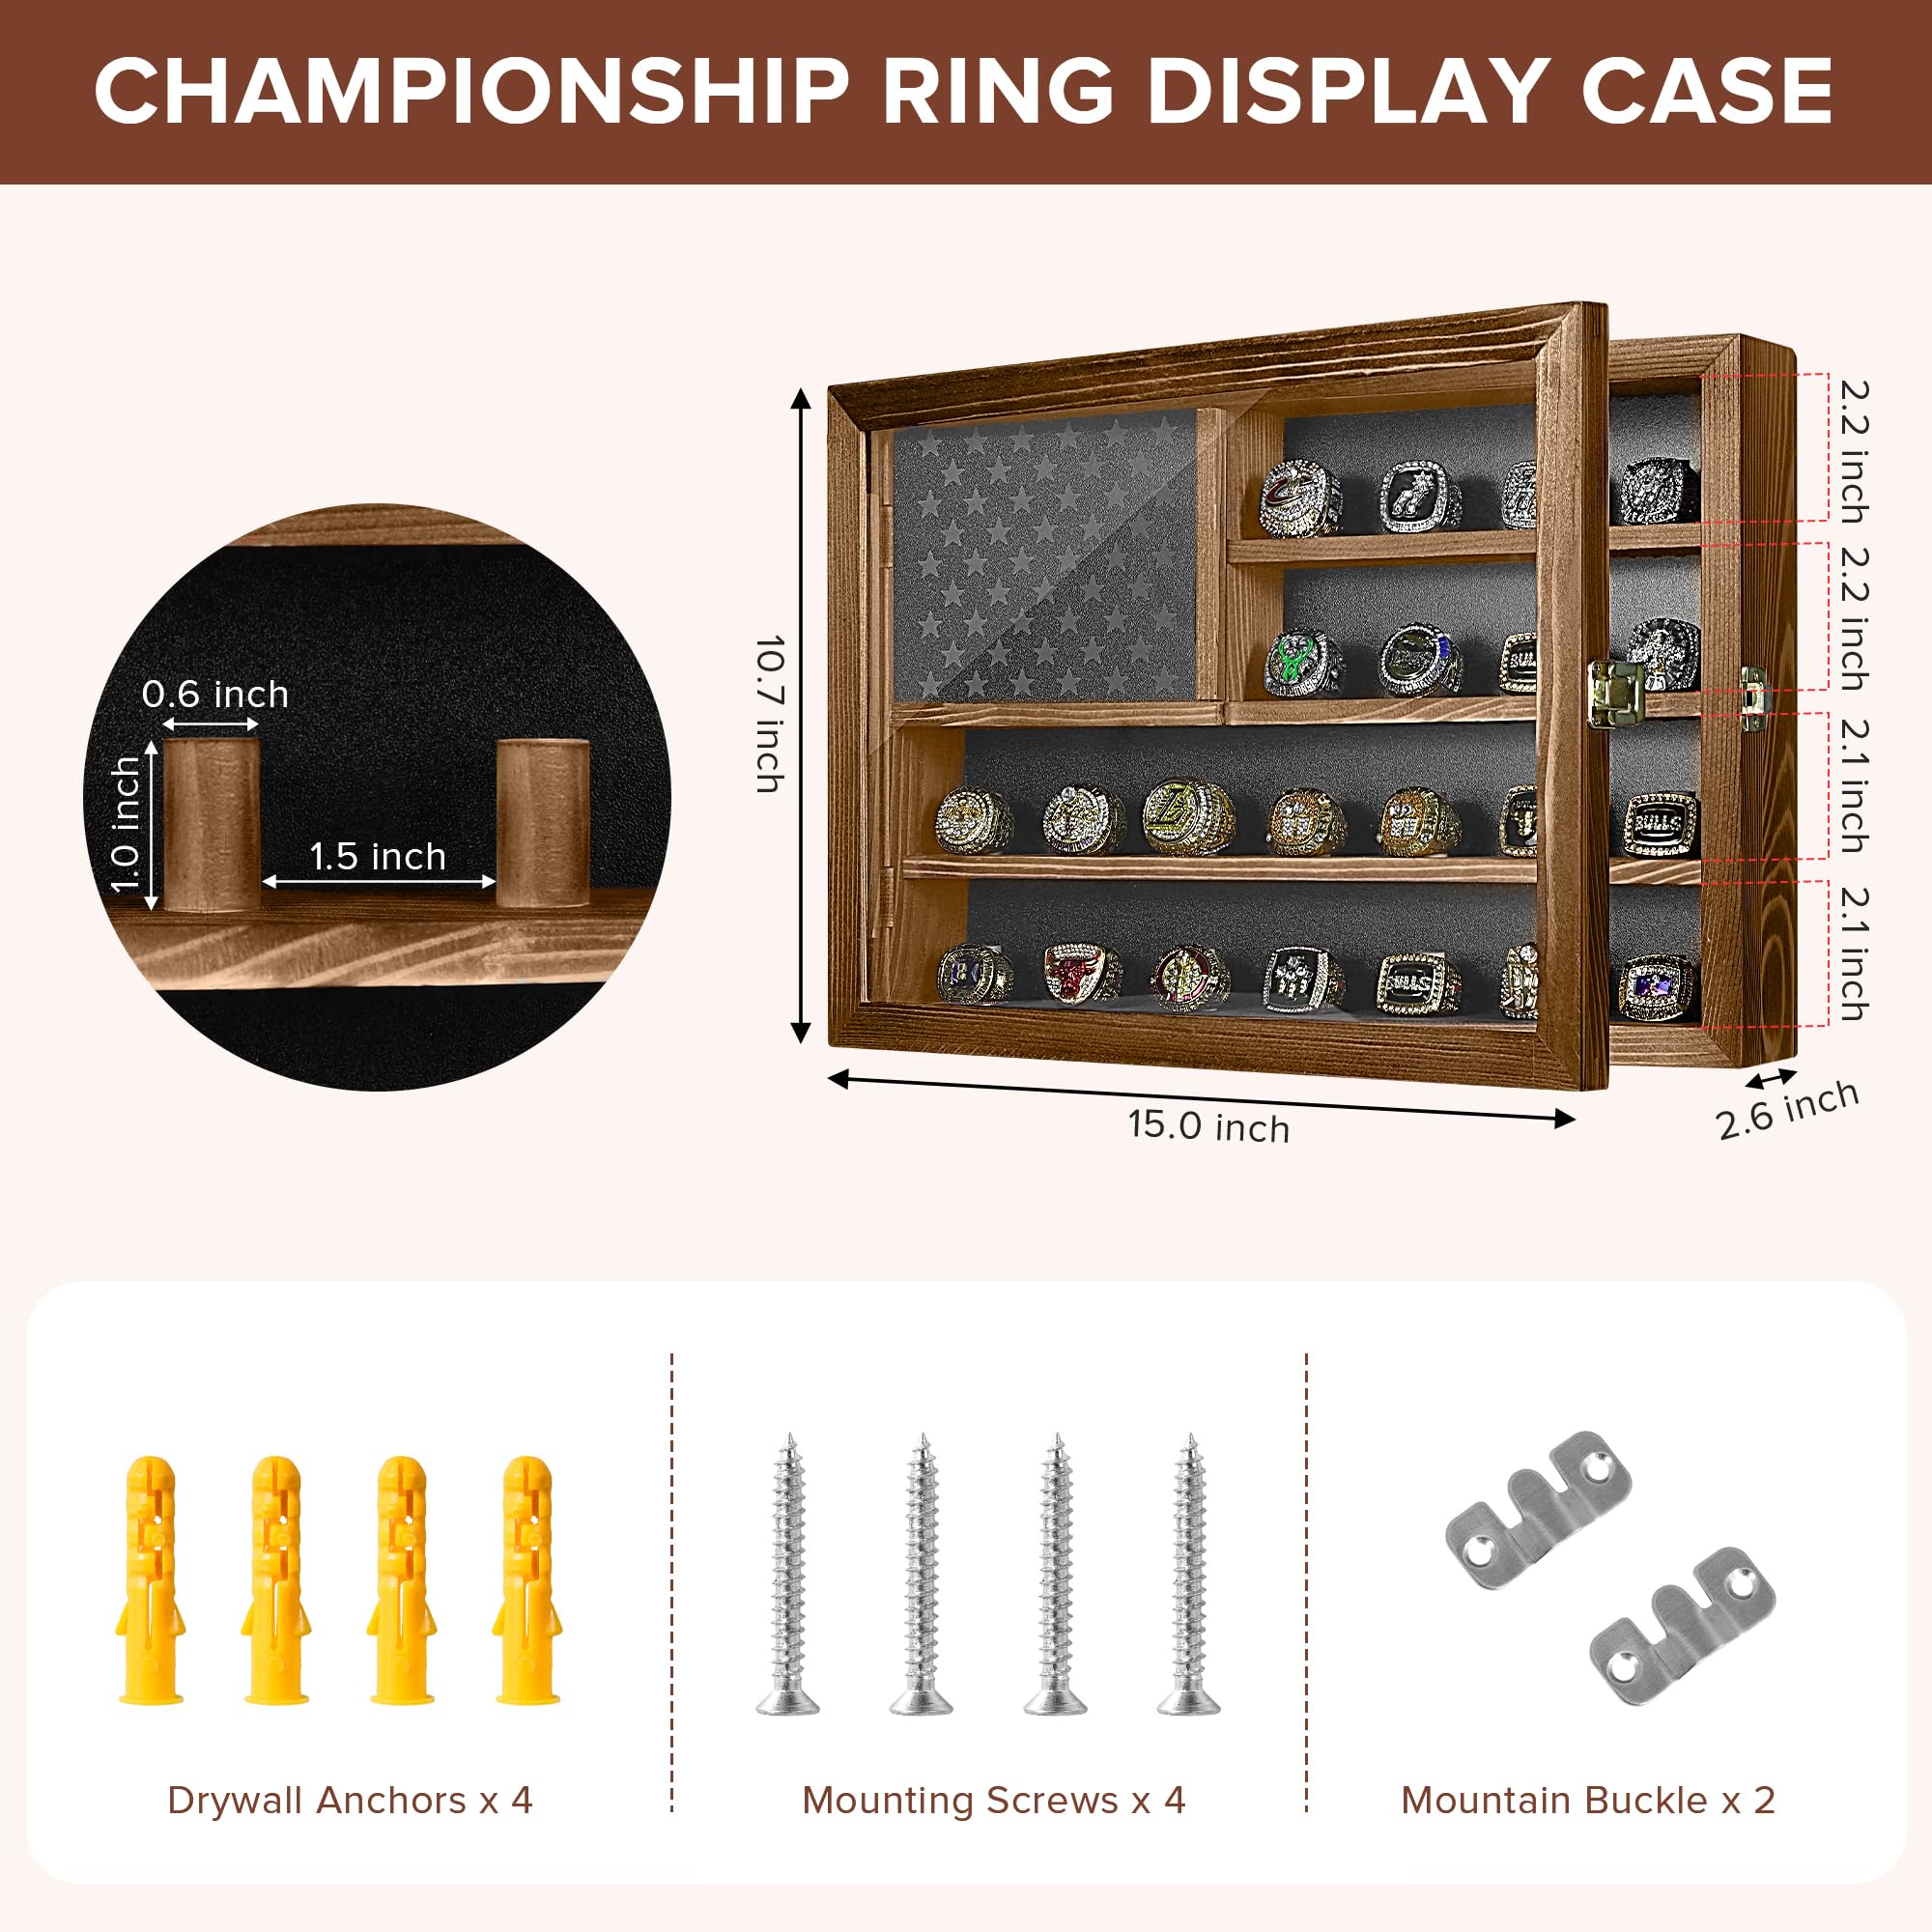 CHAMPIONSHIP RING DISPLAY CASE
0.6 inch
1.0 inch
1.5 inch
10.7 inch
15.0 inch
2.6 inch
2.2 inch
2.2 inch
2.1 inch
2.1 inch
BULLS
BULLS
Drywall Anchors x 4
Mounting Screws x 4
Mountain Buckle x 2